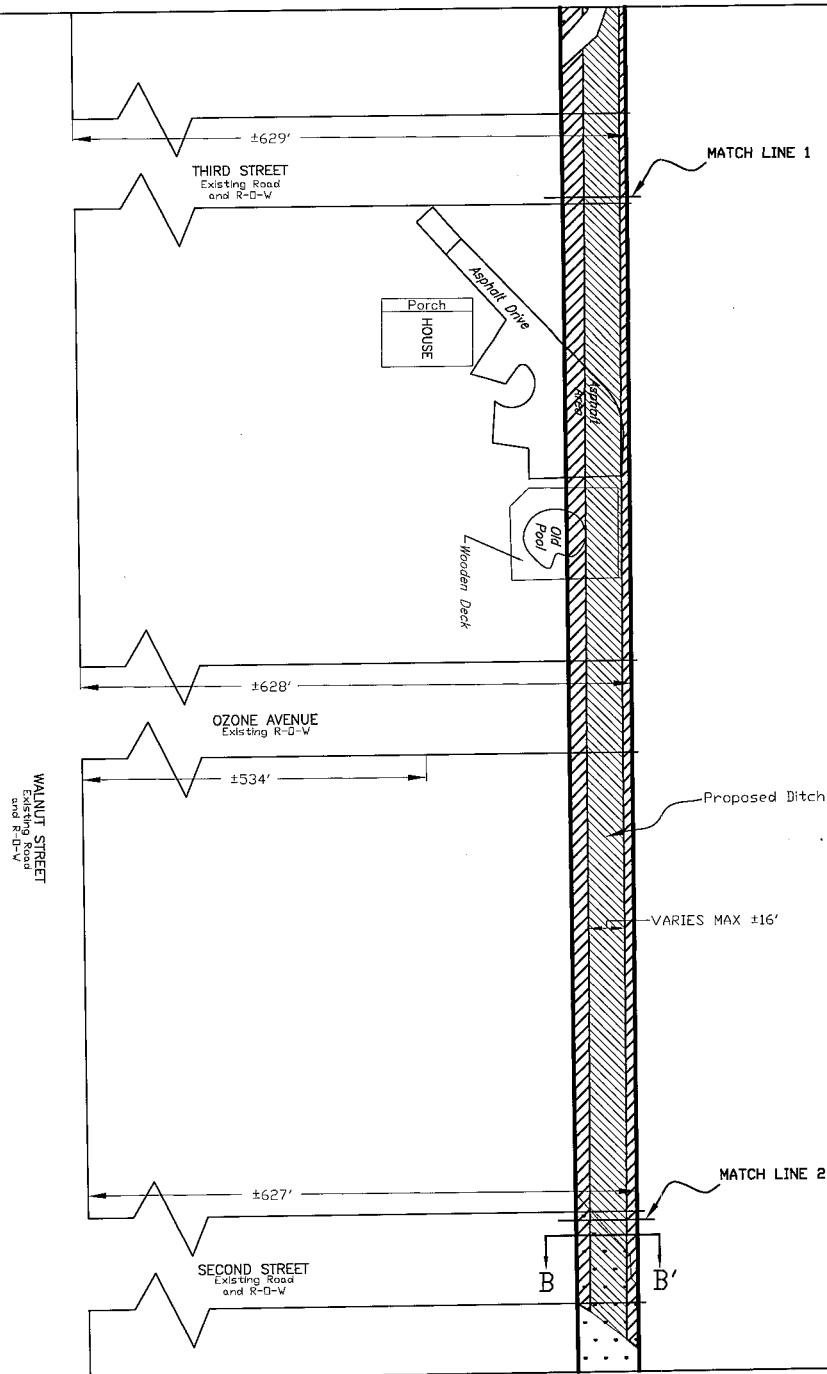 ±629'
MATCH LINE 1
THIRD STREET
Existing Road
and R-O-W
Asphalt Drive
Porch
HOUSE
Asphalt
Area
Old
Pool
Wooden Deck
±628'
OZONE AVENUE
Existing R-O-W
±534'
WALNUT STREET
Existing Road
and R-O-W
Proposed Ditch
VARIES MAX ±16'
MATCH LINE 2
±627'
B B'
SECOND STREET
Existing Road
and R-O-W